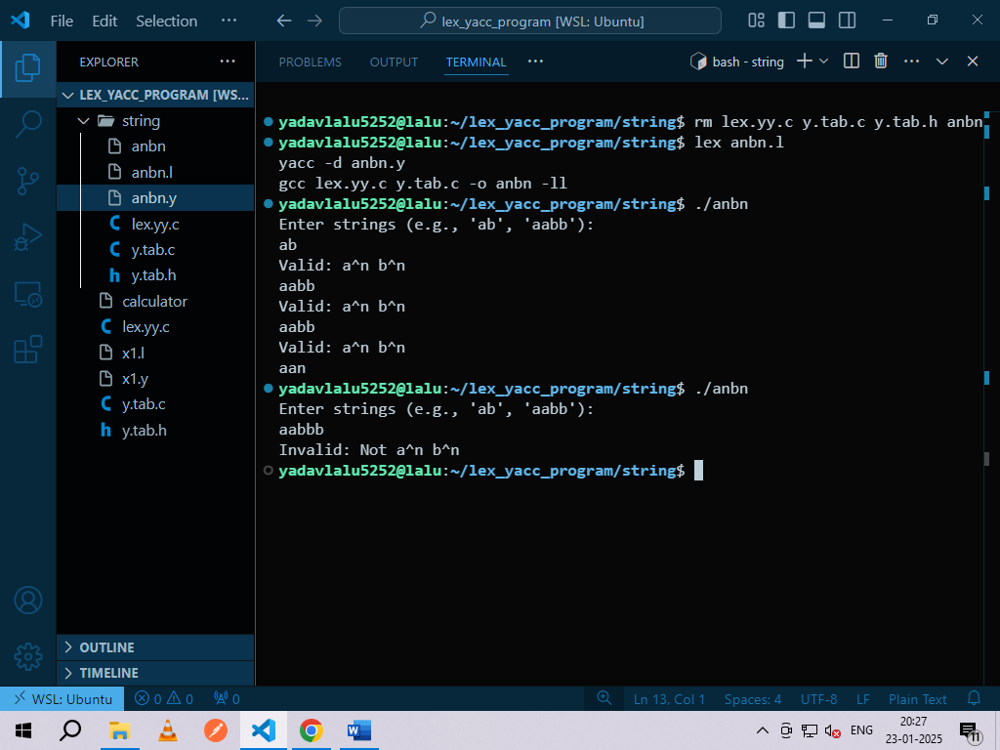 File Edit Selection ···
lex_yacc_program [WSL: Ubuntu]
EXPLORER ···
LEX_YACC_PROGRAM [WS...
string
anbn
anbn.l
anbn.y
C lex.yy.c
C y.tab.c
h y.tab.h
calculator
C lex.yy.c
x1.l
x1.y
C y.tab.c
h y.tab.h
OUTLINE
TIMELINE
PROBLEMS OUTPUT TERMINAL ··· bash - string
yadavlalu5252@lalu:~/lex_yacc_program/string$ rm lex.yy.c y.tab.c y.tab.h anbn
yadavlalu5252@lalu:~/lex_yacc_program/string$ lex anbn.l
yacc -d anbn.y
gcc lex.yy.c y.tab.c -o anbn -ll
yadavlalu5252@lalu:~/lex_yacc_program/string$ ./anbn
Enter strings (e.g., 'ab', 'aabb'):
ab
Valid: a^n b^n
aabb
Valid: a^n b^n
aabb
Valid: a^n b^n
aan
yadavlalu5252@lalu:~/lex_yacc_program/string$ ./anbn
Enter strings (e.g., 'ab', 'aabb'):
aabbb
Invalid: Not a^n b^n
yadavlalu5252@lalu:~/lex_yacc_program/string$
WSL: Ubuntu 0 0 0 Ln 13, Col 1 Spaces: 4 UTF-8 LF Plain Text
W ENG
20:27
23-01-2025
11